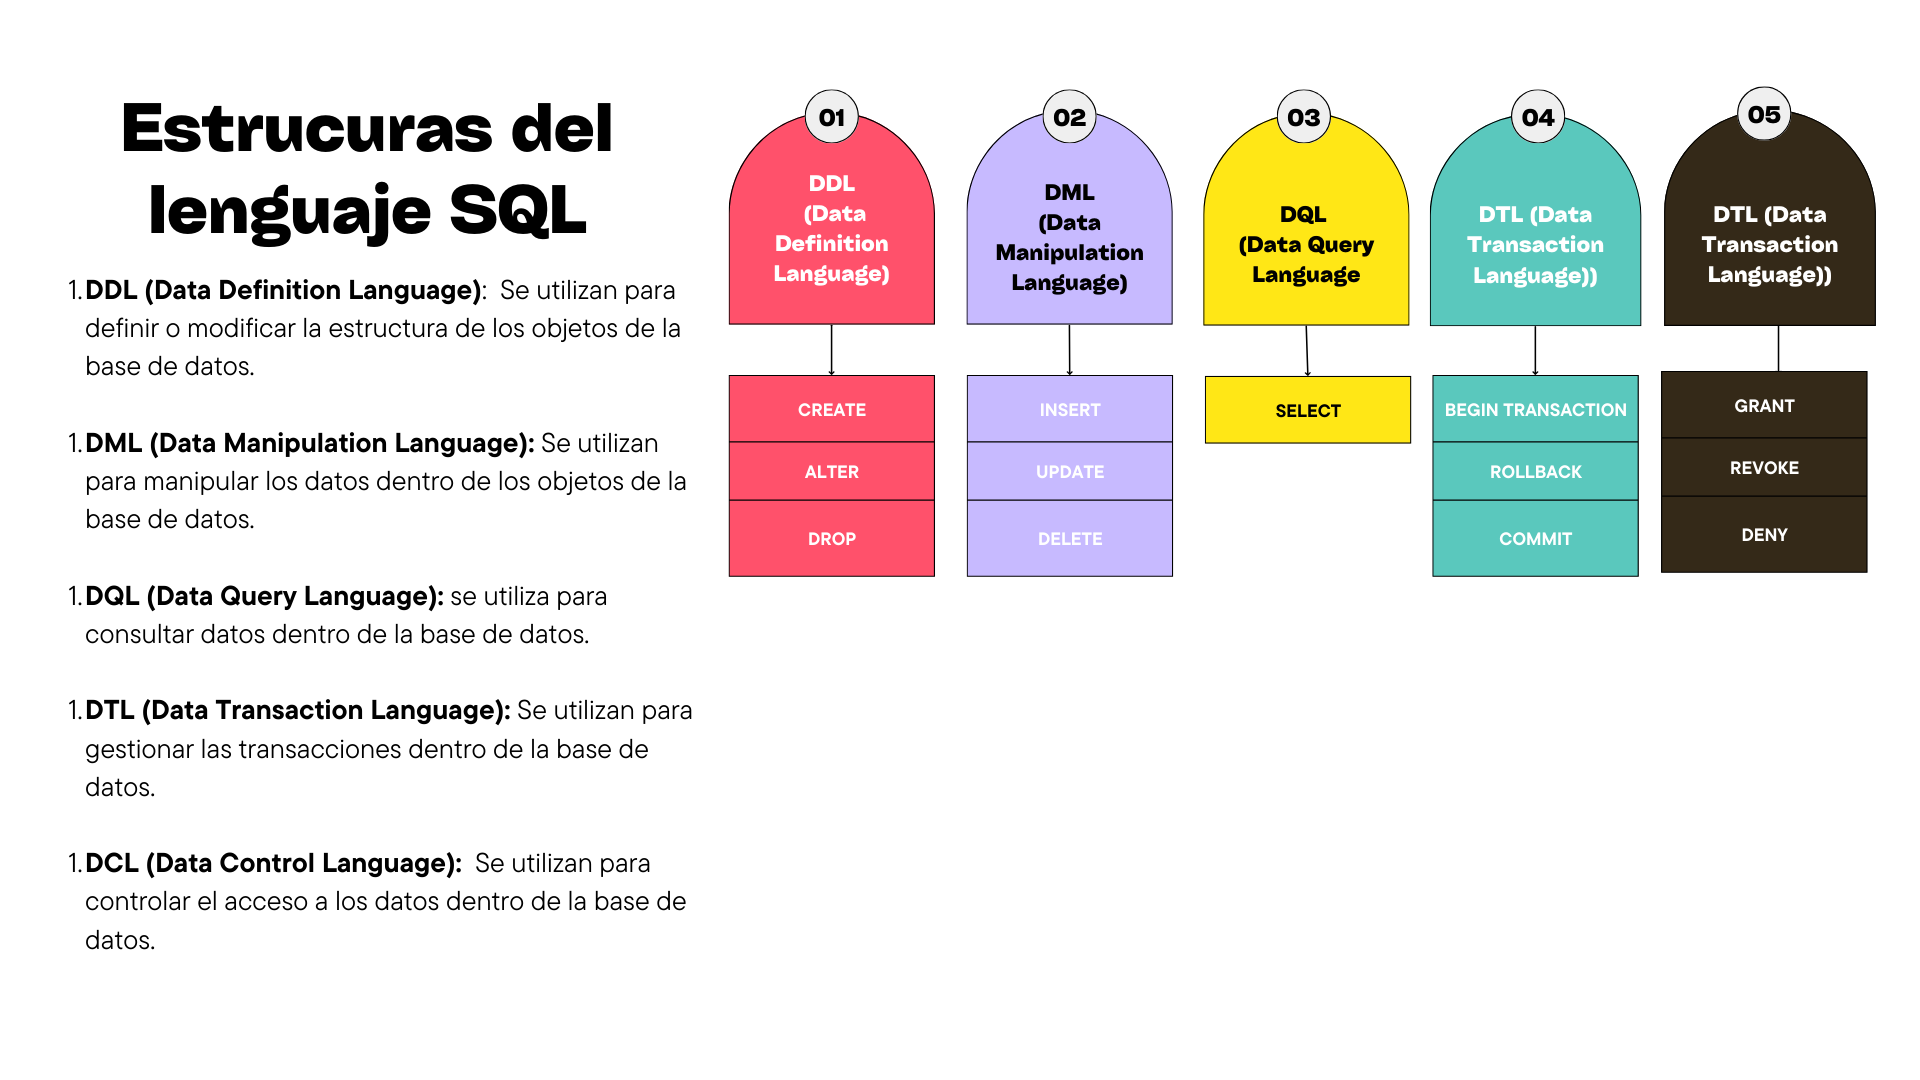 Estrucuras del
lenguaje SQL
1. DDL (Data Definition Language):  Se utilizan para
definir o modificar la estructura de los objetos de la
base de datos.
1. DML (Data Manipulation Language): Se utilizan
para manipular los datos dentro de los objetos de la
base de datos.
1. DQL (Data Query Language): se utiliza para
consultar datos dentro de la base de datos.
1. DTL (Data Transaction Language): Se utilizan para
gestionar las transacciones dentro de la base de
datos.
1. DCL (Data Control Language):  Se utilizan para
controlar el acceso a los datos dentro de la base de
datos.
01
DDL
(Data
Definition
Language)
CREATE
ALTER
DROP
02
DML
(Data
Manipulation
Language)
INSERT
UPDATE
DELETE
03
DQL
(Data Query
Language
SELECT
04
DTL (Data
Transaction
Language))
BEGIN TRANSACTION
ROLLBACK
COMMIT
05
DTL (Data
Transaction
Language))
GRANT
REVOKE
DENY